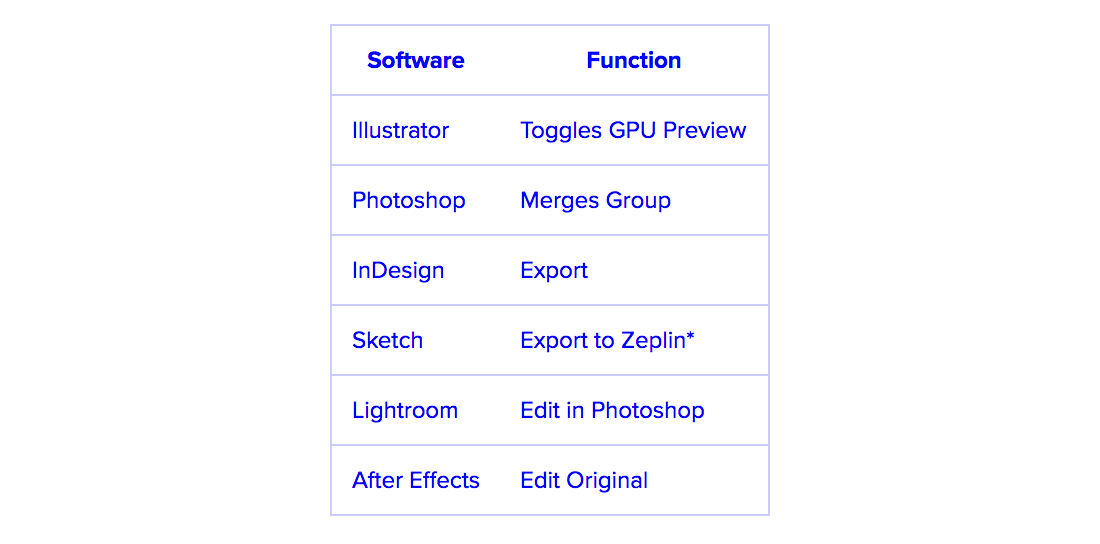 Software Function
Illustrator Toggles GPU Preview
Photoshop Merges Group
InDesign Export
Sketch Export to Zeplin*
Lightroom Edit in Photoshop
After Effects Edit Original